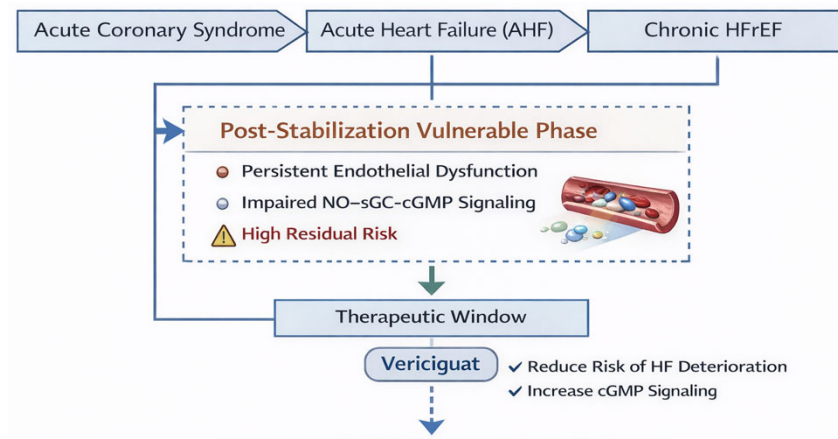 Acute Coronary Syndrome
Acute Heart Failure (AHF)
Chronic HFrEF
Post-Stabilization Vulnerable Phase
Persistent Endothelial Dysfunction
Impaired NO–sGC-cGMP Signaling
High Residual Risk
Therapeutic Window
Vericiguat
✓ Reduce Risk of HF Deterioration
✓ Increase cGMP Signaling